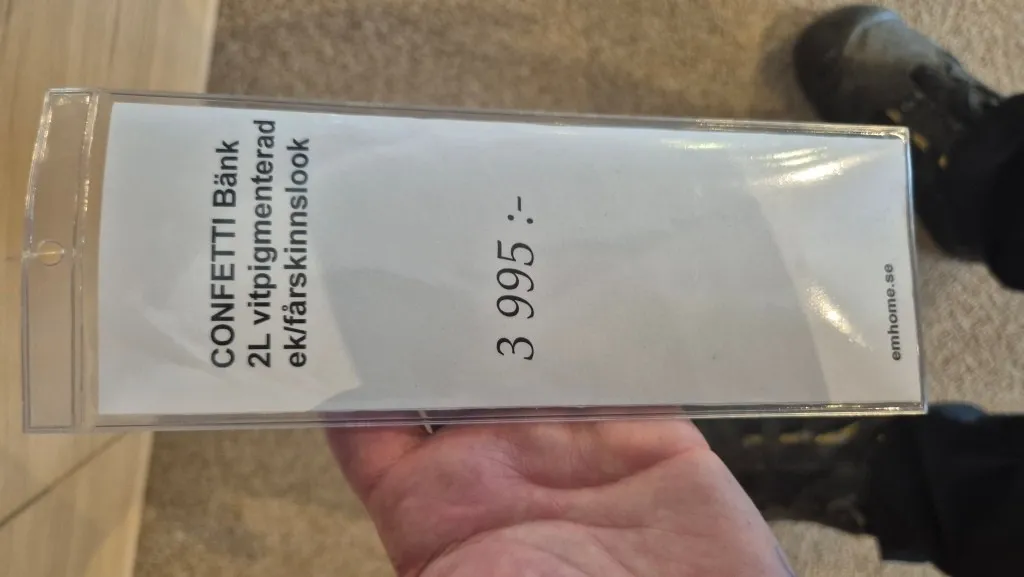 CONFETTI Bänk
2L vitpigmenterad
ek/fårskinnslook
3 995 :-
emhome.se